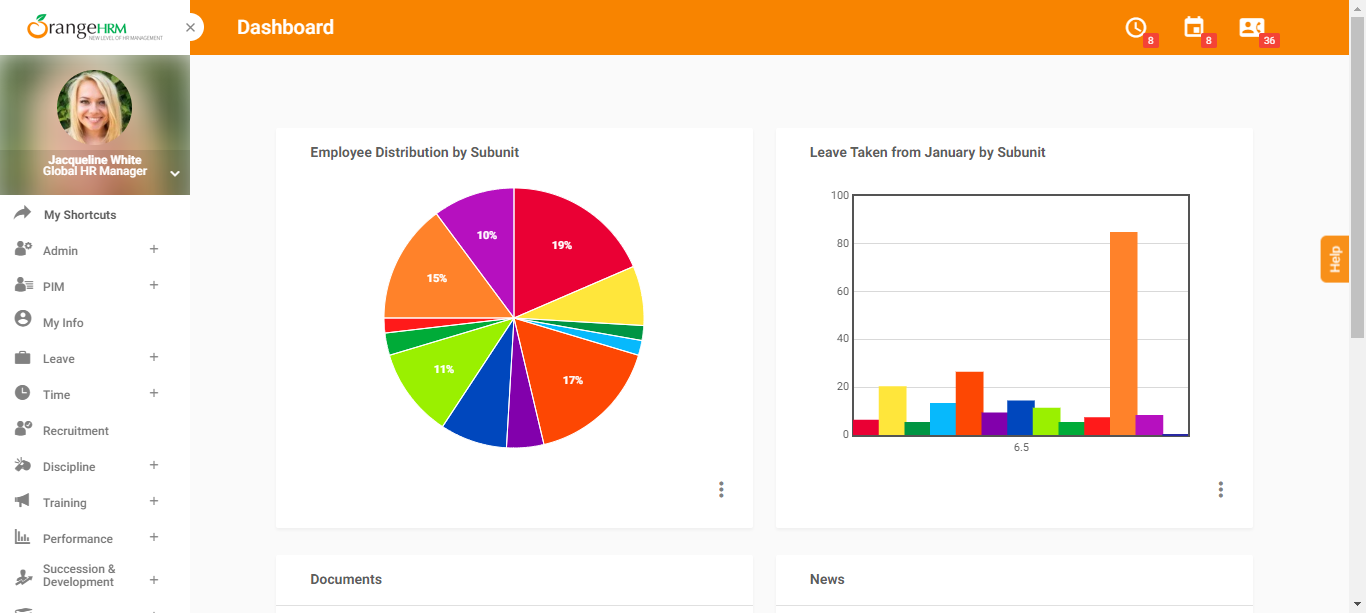 OrangeHRM
NEW LEVEL OF HR MANAGEMENT
Dashboard
8
8
36
Jacqueline White
Global HR Manager
My Shortcuts
Admin
PIM
My Info
Leave
Time
Recruitment
Discipline
Training
Performance
Succession &
Development
Employee Distribution by Subunit
19%
17%
11%
15%
10%
Leave Taken from January by Subunit
100
80
60
40
20
0
6.5
Help
Documents
News